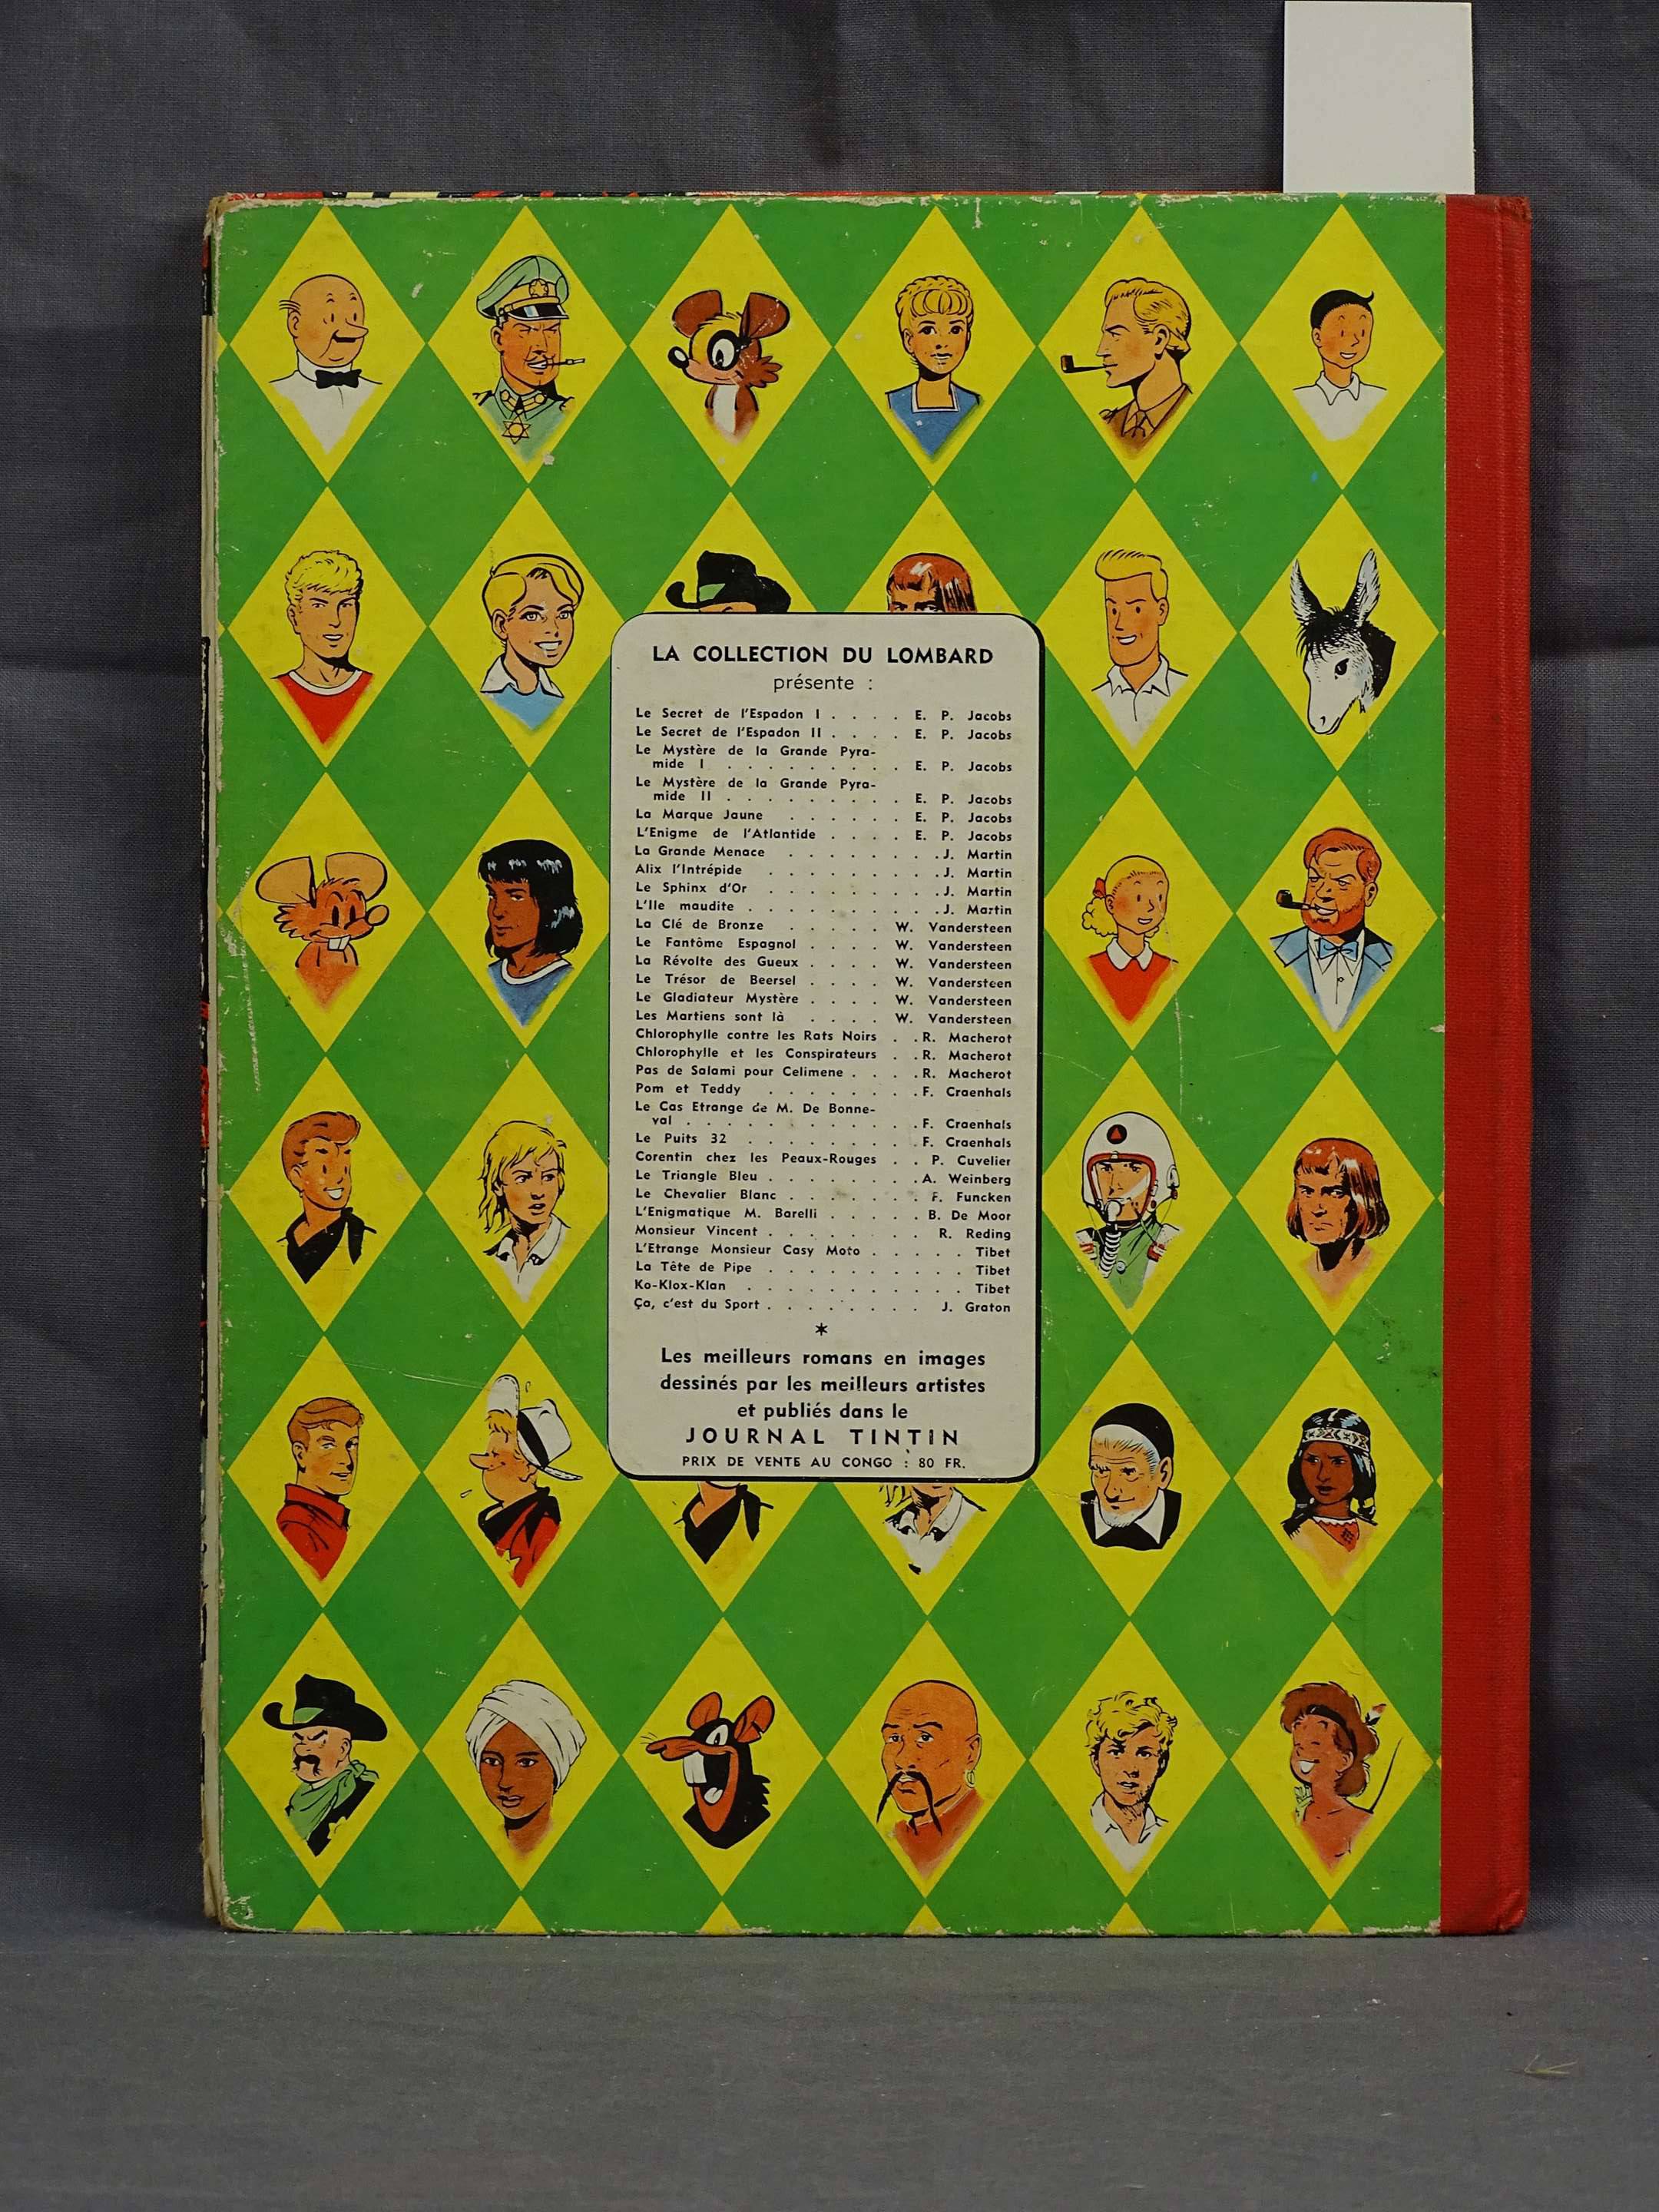 LA COLLECTION DU LOMBARD
présente :
Le Secret de l'Espadon I . . . . E. P. Jacobs
Le Secret de l'Espadon II . . . . E. P. Jacobs
Le Mystère de la Grande Pyra-
mide I . . . . . . . . . E. P. Jacobs
Le Mystère de la Grande Pyra-
mide II . . . . . . . . . E. P. Jacobs
La Marque Jaune . . . . . . E. P. Jacobs
L'Enigme de l'Atlantide . . . . E. P. Jacobs
La Grande Menace . . . . . . . . J. Martin
Alix l'Intrépide . . . . . . . . . J. Martin
Le Sphinx d'Or . . . . . . . . . J. Martin
L'Ile maudite . . . . . . . . . . J. Martin
La Clé de Bronze . . . . . W. Vandersteen
Le Fantôme Espagnol . . . . W. Vandersteen
La Révolte des Gueux . . . . W. Vandersteen
Le Trésor de Beersel . . . . W. Vandersteen
Le Gladiateur Mystère . . . . W. Vandersteen
Les Martiens sont là . . . . W. Vandersteen
Chlorophylle contre les Rats Noirs . . R. Macherot
Chlorophylle et les Conspirateurs . . R. Macherot
Pas de Salami pour Celimene . . . . R. Macherot
Pom et Teddy . . . . . . . . F. Craenhals
Le Cas Etrange de M. De Bonne-
val . . . . . . . . . . . . F. Craenhals
Le Puits 32 . . . . . . . . . F. Craenhals
Corentin chez les Peaux-Rouges . . P. Cuvelier
Le Triangle Bleu . . . . . . . . A. Weinberg
Le Chevalier Blanc . . . . . . . F. Funcken
L'Enigmatique M. Barelli . . . . . B. De Moor
Monsieur Vincent . . . . . . . . R. Reding
L'Etrange Monsieur Casy Moto . . . . . Tibet
La Tête de Pipe . . . . . . . . . . Tibet
Ko-Klox-Klan . . . . . . . . . . . Tibet
Ça, c'est du Sport . . . . . . . . J. Graton
*
Les meilleurs romans en images
dessinés par les meilleurs artistes
et publiés dans le
JOURNAL TINTIN
PRIX DE VENTE AU CONGO : 80 FR.